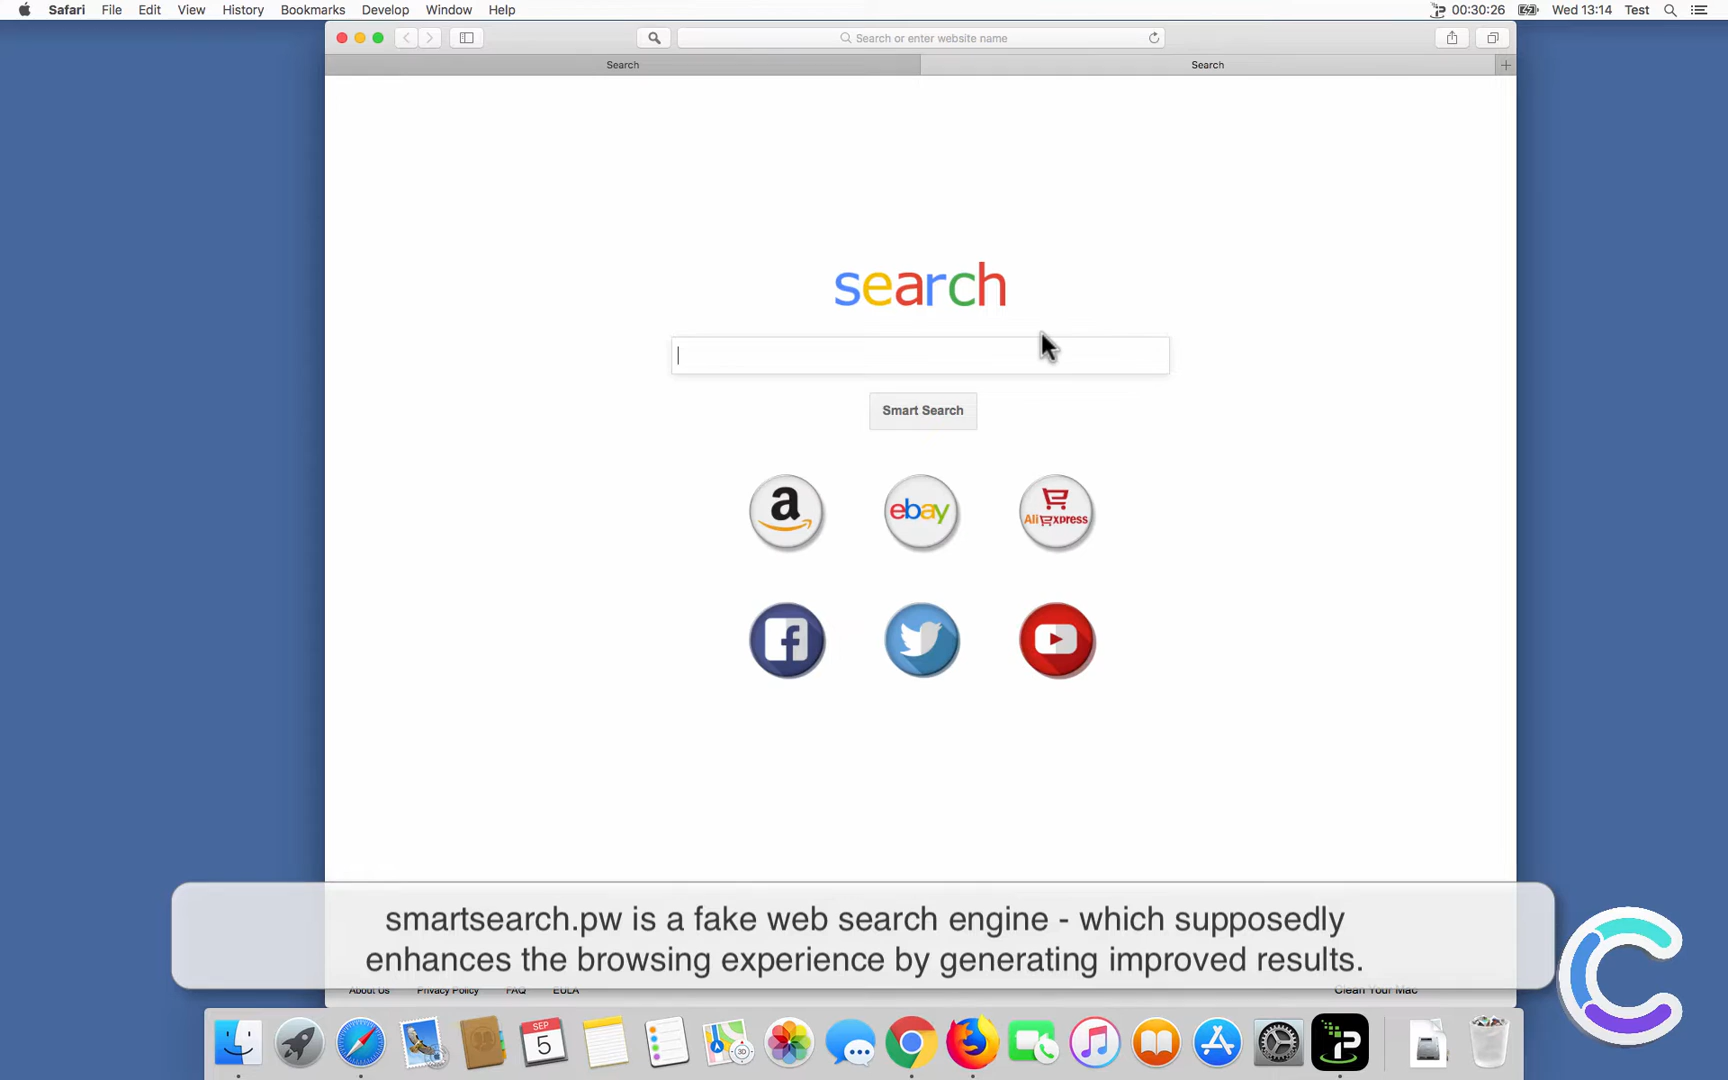 Safari File Edit View History Bookmarks Develop Window Help 00:30:26 Wed 13:14 Test
Search or enter website name
Search Search
search
Smart Search
a ebay AliExpress
smartsearch.pw is a fake web search engine - which supposedly
enhances the browsing experience by generating improved results.
About Us Privacy Policy FAQ EULA Clean Your Mac
SEP
5
3D